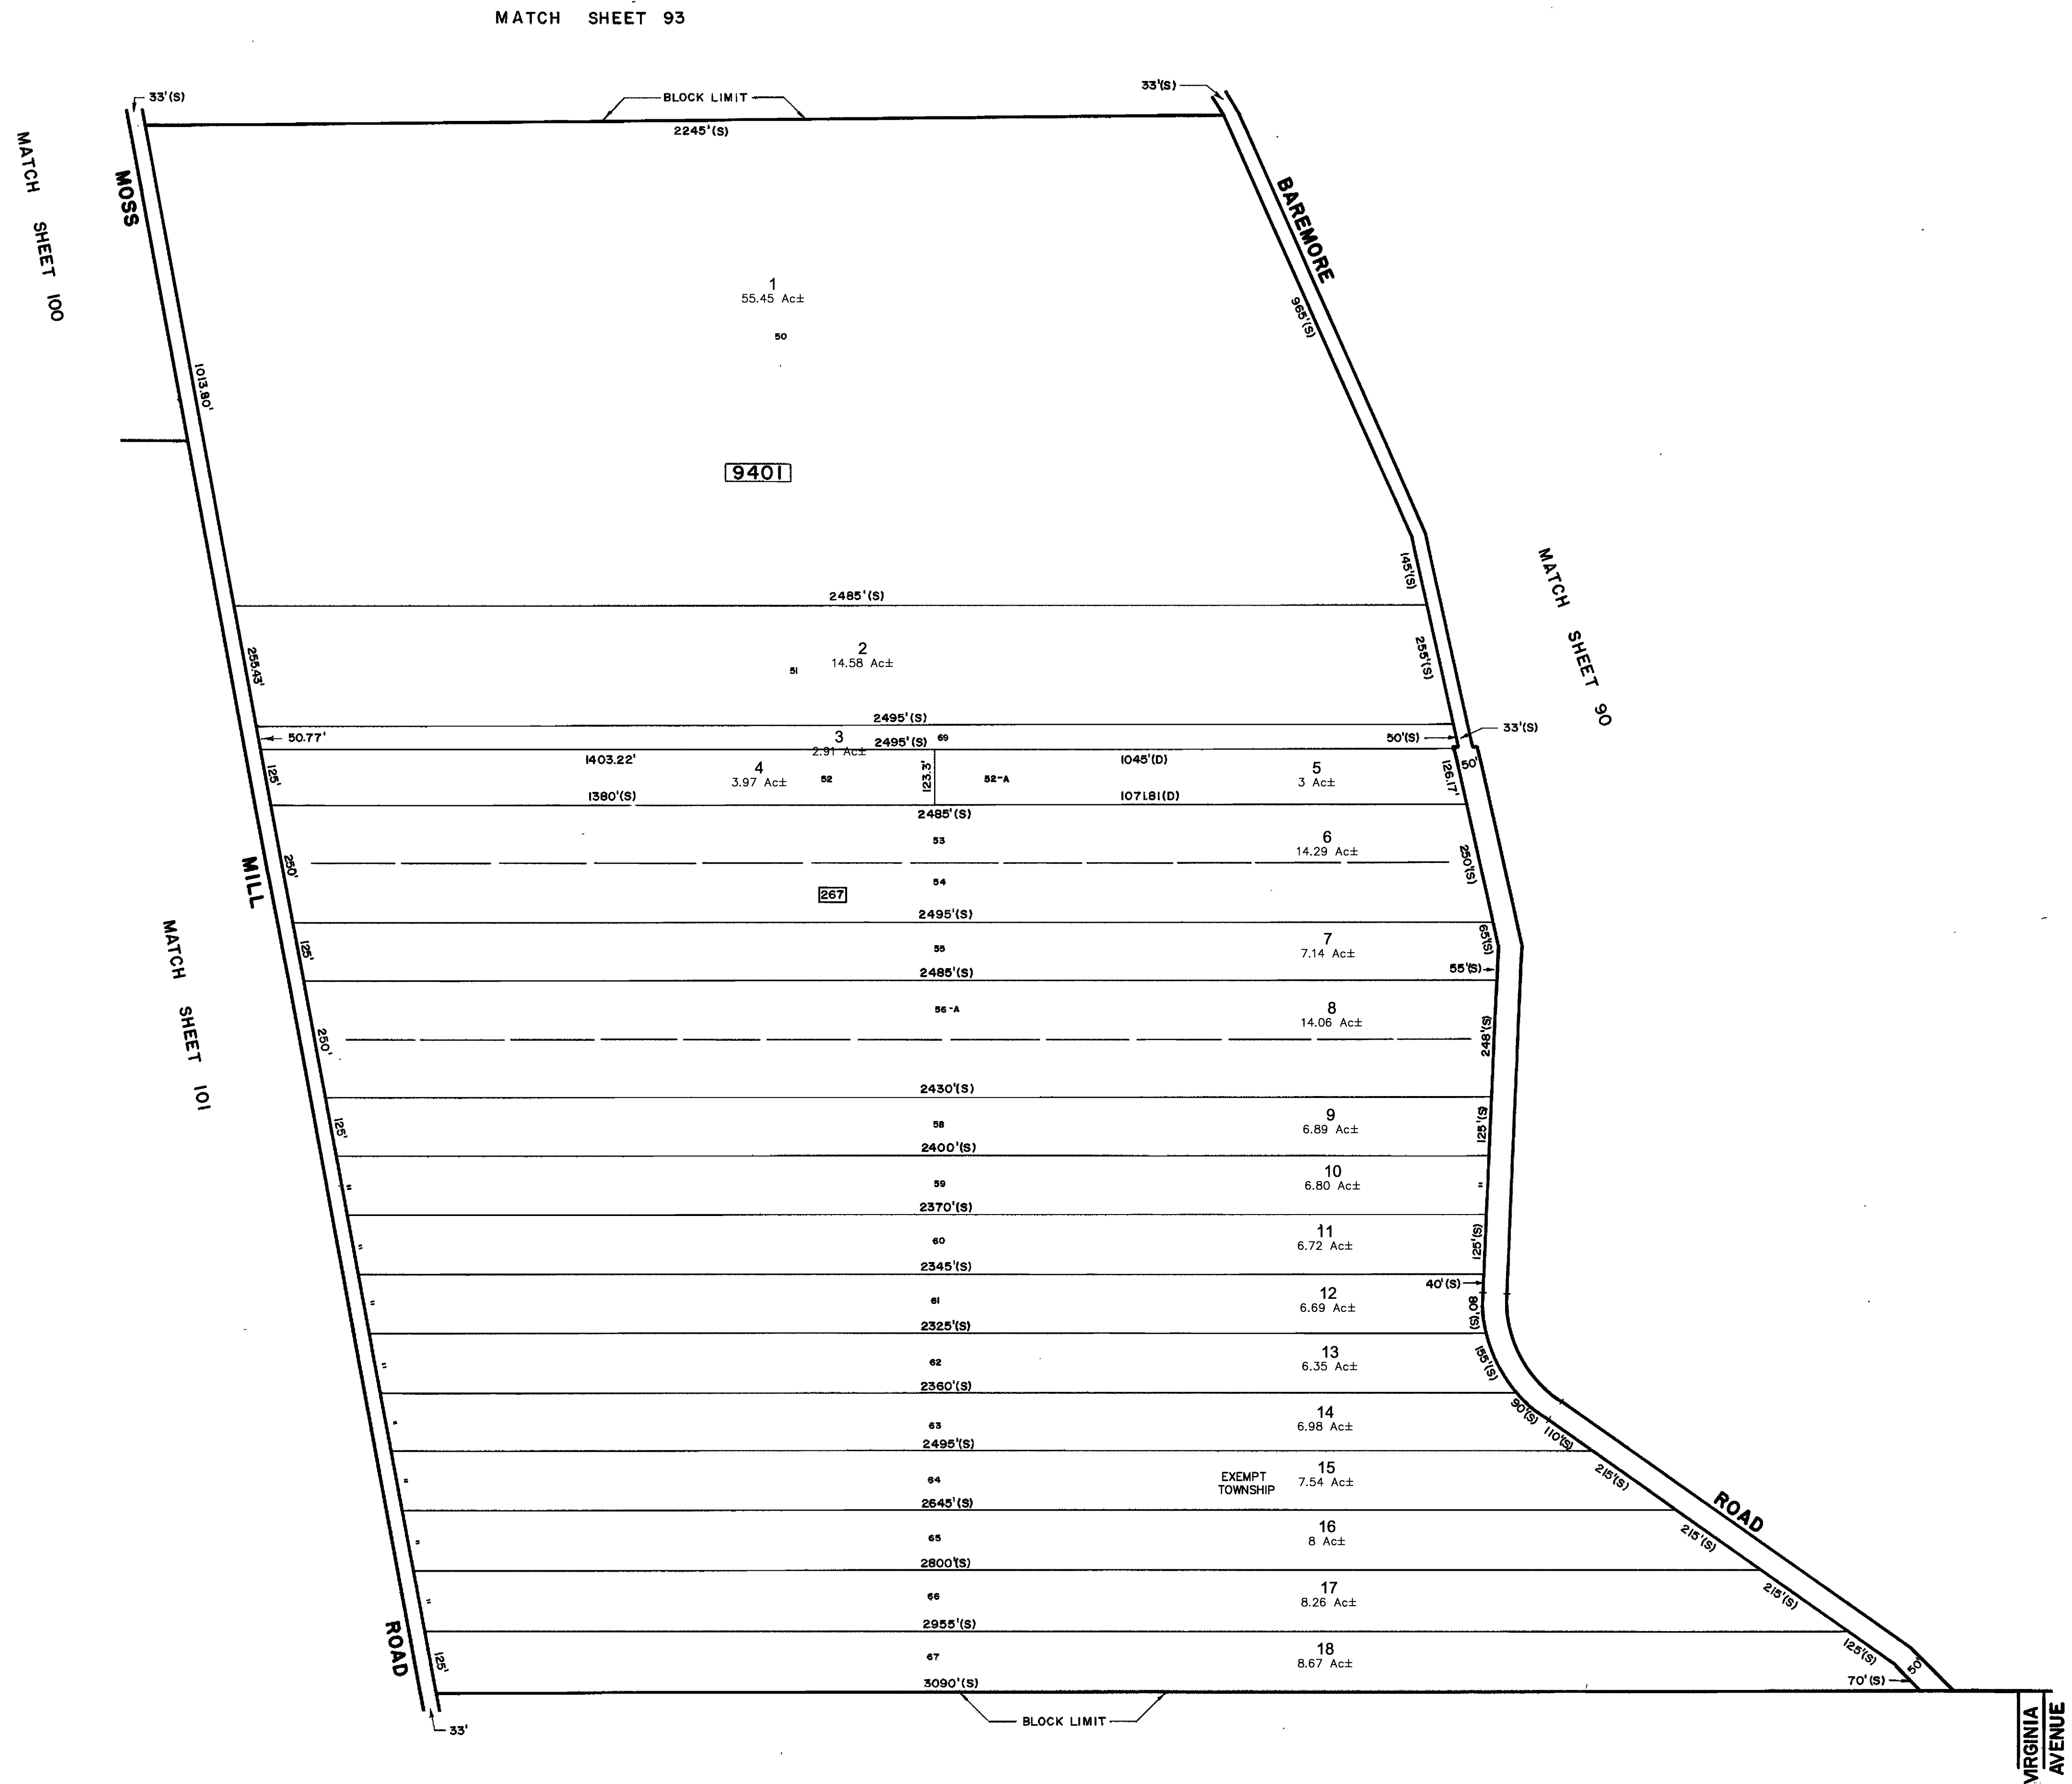 MATCH SHEET 93
33'(S)
BLOCK LIMIT
33'(S)
2245'(S)
MATCH SHEET 100
MOSS
BAREMORE
1
55.45 Ac±
50
965'(S)
1013.80'
9401
145'(S)
MATCH SHEET 90
2485'(S)
2
14.58 Ac±
51
255.43'
255'(S)
2495'(S)
50.77'
3
2.91 Ac±
2495'(S)
69
50'(S)
33'(S)
1403.22'
1045'(D)
125'
4
3.97 Ac±
52
123.3'
52-A
5
3 Ac±
126.17'
50'
1380'(S)
1071.81(D)
2485'(S)
53
6
14.29 Ac±
250'
250'(S)
MILL
54
267
2495'(S)
MATCH SHEET 101
125'
55
7
7.14 Ac±
65'(S)
2485'(S)
55'(S)
56-A
8
14.06 Ac±
250'
248'(S)
2430'(S)
125'
58
9
6.89 Ac±
125'(S)
2400'(S)
"
59
10
6.80 Ac±
"
2370'(S)
"
60
11
6.72 Ac±
125'(S)
2345'(S)
40'(S)
"
61
12
6.69 Ac±
80'(S)
2325'(S)
"
62
13
6.35 Ac±
155'(S)
2360'(S)
"
63
14
6.98 Ac±
90'(S)
110'(S)
2495'(S)
"
64
EXEMPT
TOWNSHIP
15
7.54 Ac±
215'(S)
2645'(S)
ROAD
"
65
16
8 Ac±
215'(S)
2800'(S)
"
66
17
8.26 Ac±
215'(S)
2955'(S)
ROAD
125'
67
18
8.67 Ac±
125'(S)
50'
3090'(S)
70'(S)
33'
BLOCK LIMIT
VIRGINIA
AVENUE